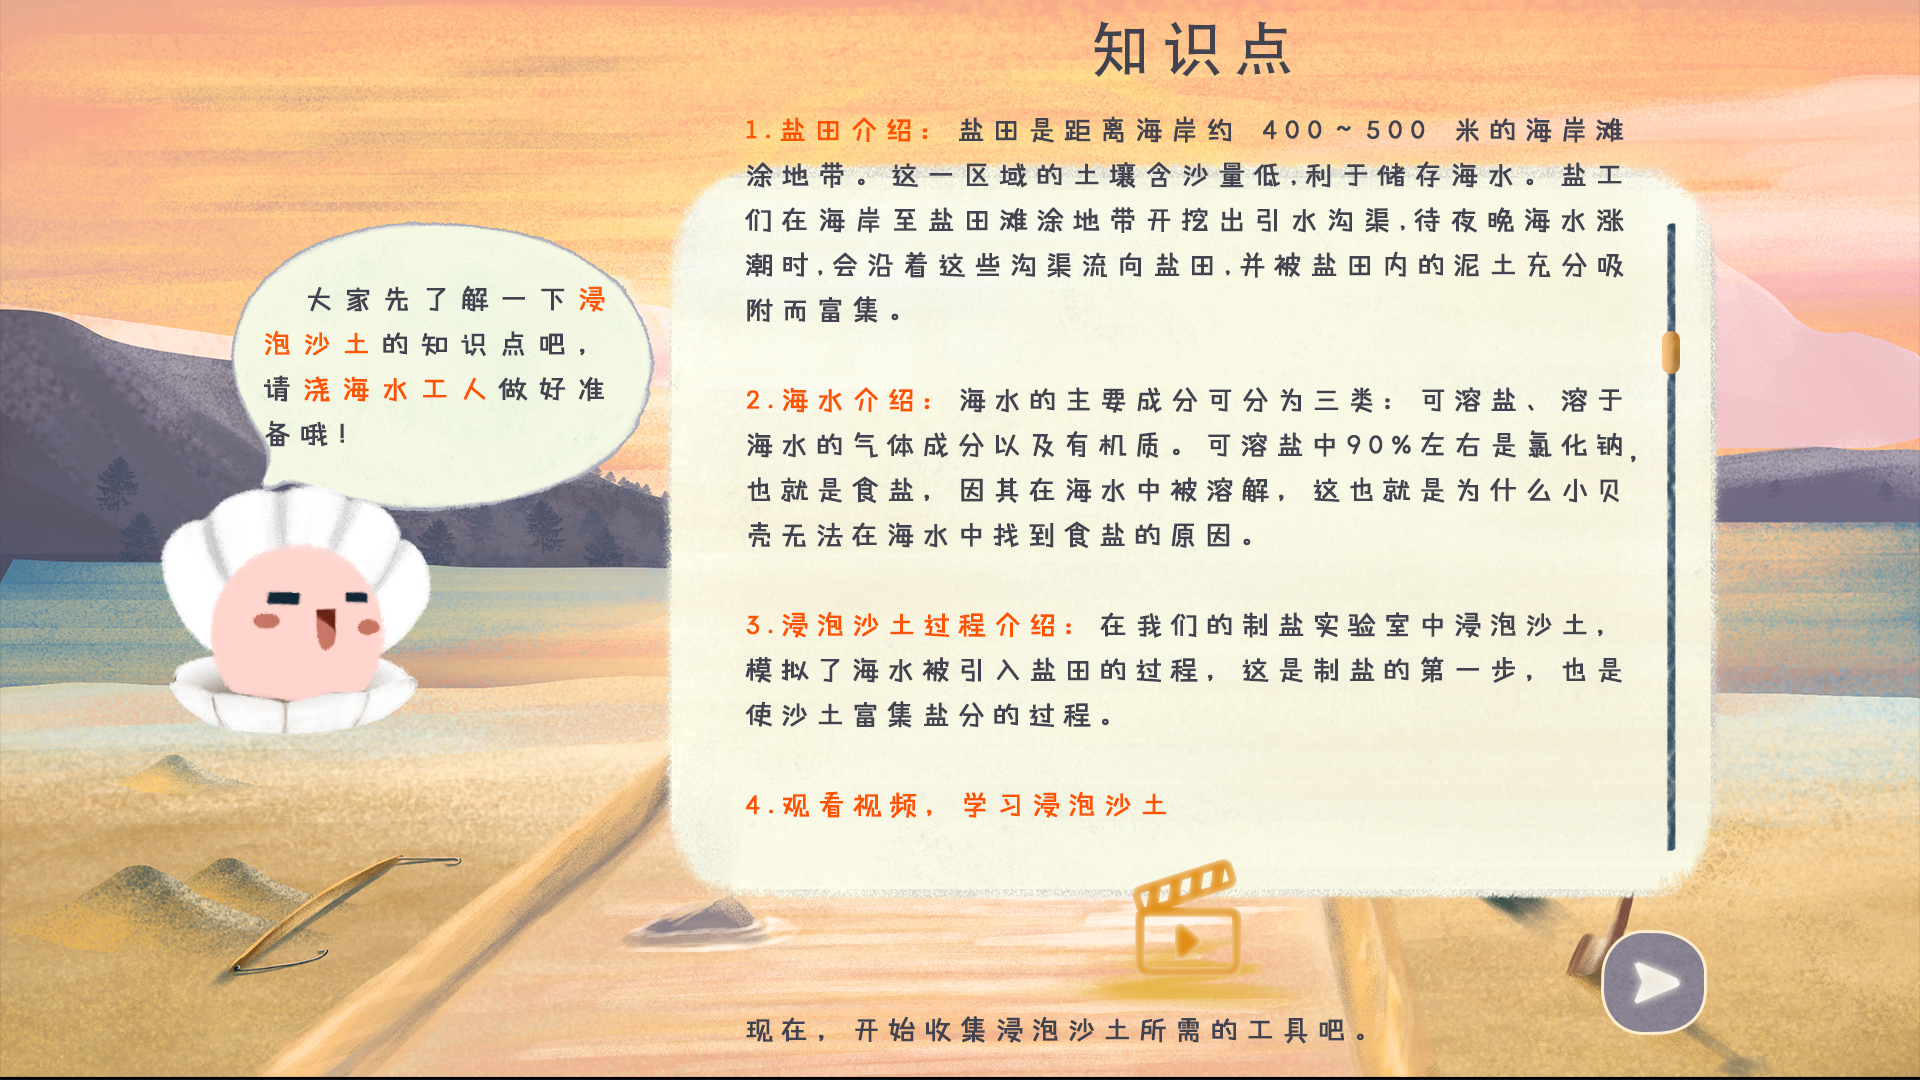 知识点
1.盐田介绍：盐田是距离海岸约 400~500 米的海岸滩
涂地带。这一区域的土壤含沙量低,利于储存海水。盐工
们在海岸至盐田滩涂地带开挖出引水沟渠,待夜晚海水涨
潮时,会沿着这些沟渠流向盐田,并被盐田内的泥土充分吸
附而富集。
2.海水介绍：海水的主要成分可分为三类：可溶盐、溶于
海水的气体成分以及有机质。可溶盐中90%左右是氯化钠，
也就是食盐，因其在海水中被溶解，这也就是为什么小贝
壳无法在海水中找到食盐的原因。
3.浸泡沙土过程介绍：在我们的制盐实验室中浸泡沙土，
模拟了海水被引入盐田的过程，这是制盐的第一步，也是
使沙土富集盐分的过程。
4.观看视频，学习浸泡沙土
现在，开始收集浸泡沙土所需的工具吧。
大家先了解一下浸
泡沙土的知识点吧，
请浇海水工人做好准
备哦！